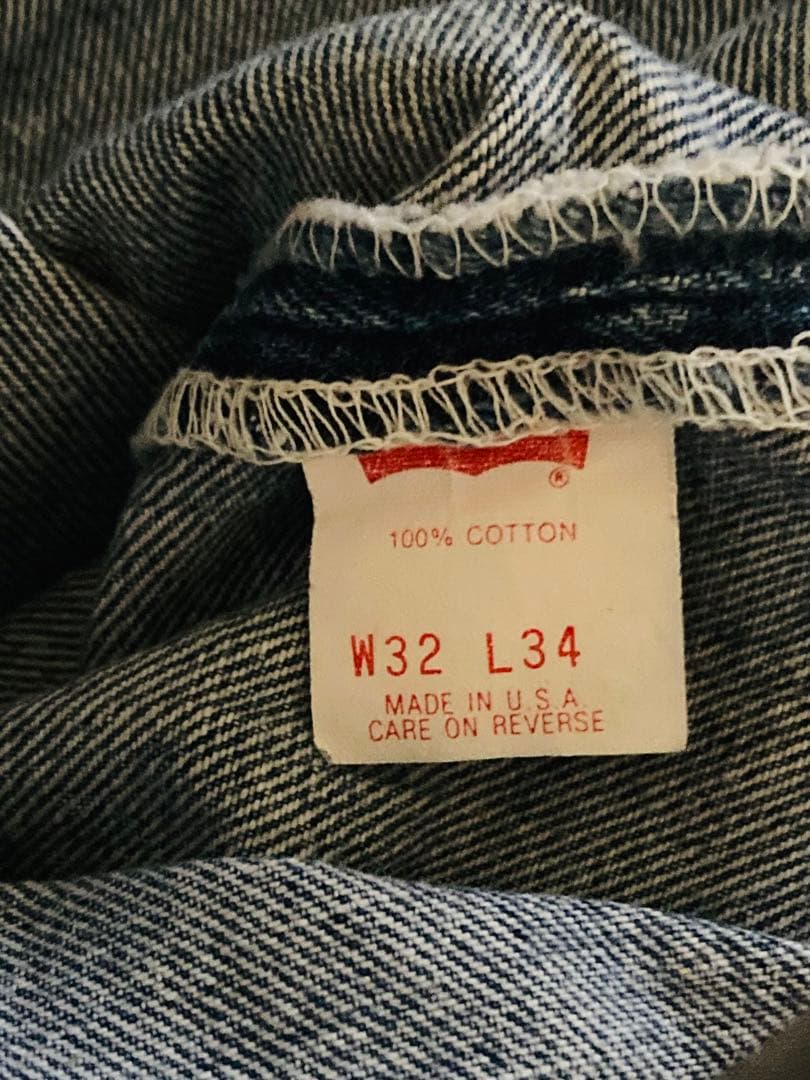 ®
100% COTTON
W32 L34
MADE IN U.S.A.
CARE ON REVERSE